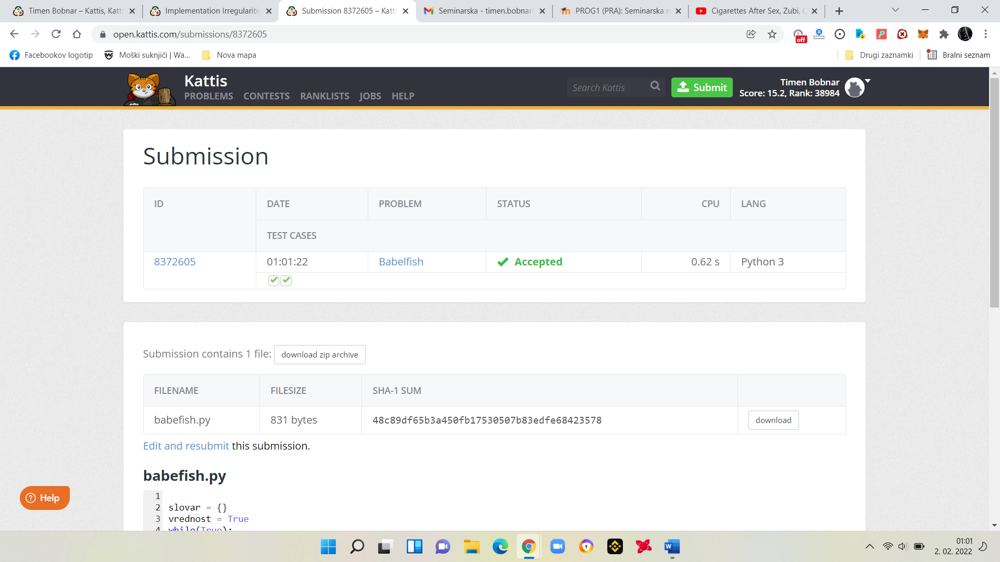 Timen Bobnar – Kattis, Katti
Implementation Irregularitie
Submission 8372605 – Katti
Seminarska - timen.bobnar
PROG1 (PRA): Seminarska n
Cigarettes After Sex, Zubi,
open.kattis.com/submissions/8372605
off
Facebookov logotip
Moški suknjiči | Wa...
Nova mapa
Drugi zaznamki
Bralni seznam
Kattis
PROBLEMS CONTESTS RANKLISTS JOBS HELP
Search Kattis
Submit
Timen Bobnar
Score: 15.2, Rank: 38984
Submission
ID DATE PROBLEM STATUS CPU LANG
TEST CASES
8372605 01:01:22 Babelfish Accepted 0.62 s Python 3
Submission contains 1 file: download zip archive
FILENAME FILESIZE SHA-1 SUM
babefish.py 831 bytes 48c89df65b3a450fb17530507b83edfe68423578 download
Edit and resubmit this submission.
babefish.py
1
2 slovar = {}
3 vrednost = True
4 while(True):
Help
01:01
2. 02. 2022